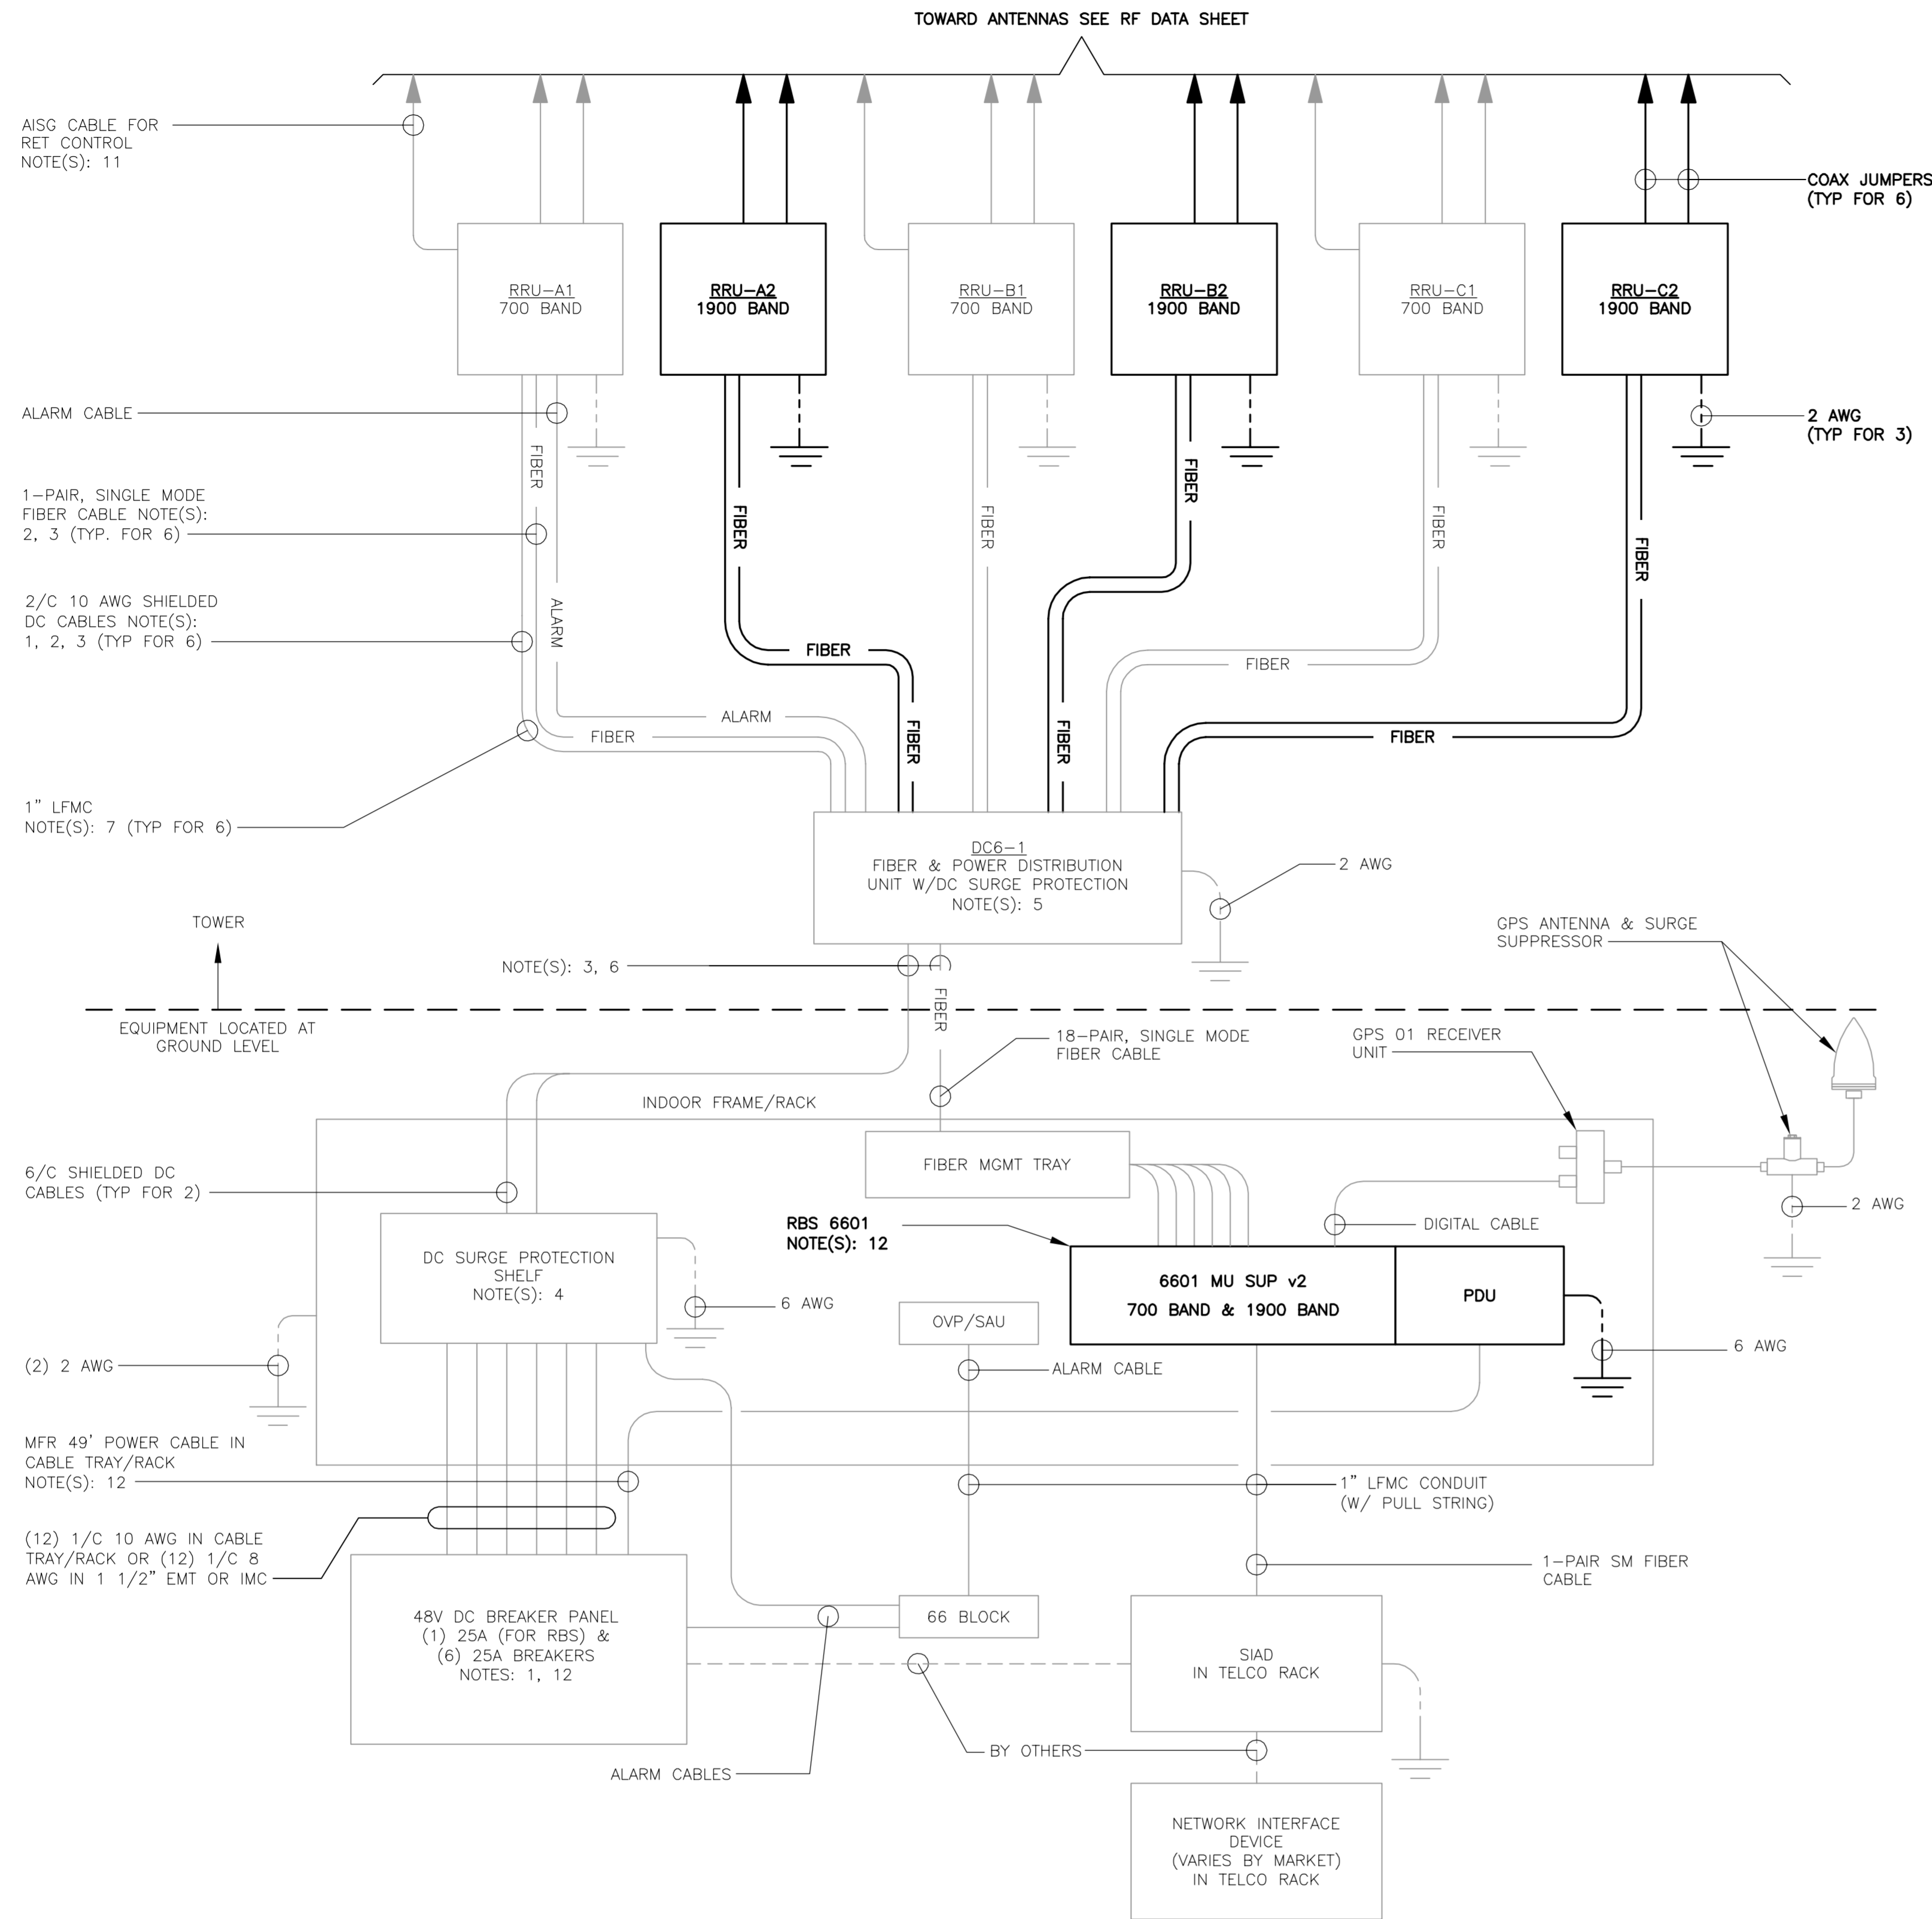 TOWARD ANTENNAS SEE RF DATA SHEET
AISG CABLE FOR
RET CONTROL
NOTE(S): 11
COAX JUMPERS
(TYP FOR 6)
RRU-A1
700 BAND
RRU-A2
1900 BAND
RRU-B1
700 BAND
RRU-B2
1900 BAND
RRU-C1
700 BAND
RRU-C2
1900 BAND
ALARM CABLE
2 AWG
(TYP FOR 3)
1-PAIR, SINGLE MODE
FIBER CABLE NOTE(S):
2, 3 (TYP. FOR 6)
FIBER
FIBER
FIBER
FIBER
FIBER
FIBER
2/C 10 AWG SHIELDED
DC CABLES NOTE(S):
1, 2, 3 (TYP FOR 6)
ALARM
FIBER
FIBER
ALARM
FIBER
FIBER
FIBER
FIBER
1" LFMC
NOTE(S): 7 (TYP FOR 6)
DC6-1
FIBER & POWER DISTRIBUTION
UNIT W/DC SURGE PROTECTION
NOTE(S): 5
2 AWG
TOWER
NOTE(S): 3, 6
FIBER
GPS ANTENNA & SURGE
SUPPRESSOR
EQUIPMENT LOCATED AT
GROUND LEVEL
18-PAIR, SINGLE MODE
FIBER CABLE
GPS 01 RECEIVER
UNIT
INDOOR FRAME/RACK
FIBER MGMT TRAY
6/C SHIELDED DC
CABLES (TYP FOR 2)
2 AWG
RBS 6601
NOTE(S): 12
DIGITAL CABLE
DC SURGE PROTECTION
SHELF
NOTE(S): 4
6 AWG
6601 MU SUP v2
700 BAND & 1900 BAND
PDU
OVP/SAU
6 AWG
(2) 2 AWG
ALARM CABLE
MFR 49' POWER CABLE IN
CABLE TRAY/RACK
NOTE(S): 12
1" LFMC CONDUIT
(W/ PULL STRING)
(12) 1/C 10 AWG IN CABLE
TRAY/RACK OR (12) 1/C 8
AWG IN 1 1/2" EMT OR IMC
1-PAIR SM FIBER
CABLE
48V DC BREAKER PANEL
(1) 25A (FOR RBS) &
(6) 25A BREAKERS
NOTES: 1, 12
66 BLOCK
SIAD
IN TELCO RACK
BY OTHERS
ALARM CABLES
NETWORK INTERFACE
DEVICE
(VARIES BY MARKET)
IN TELCO RACK